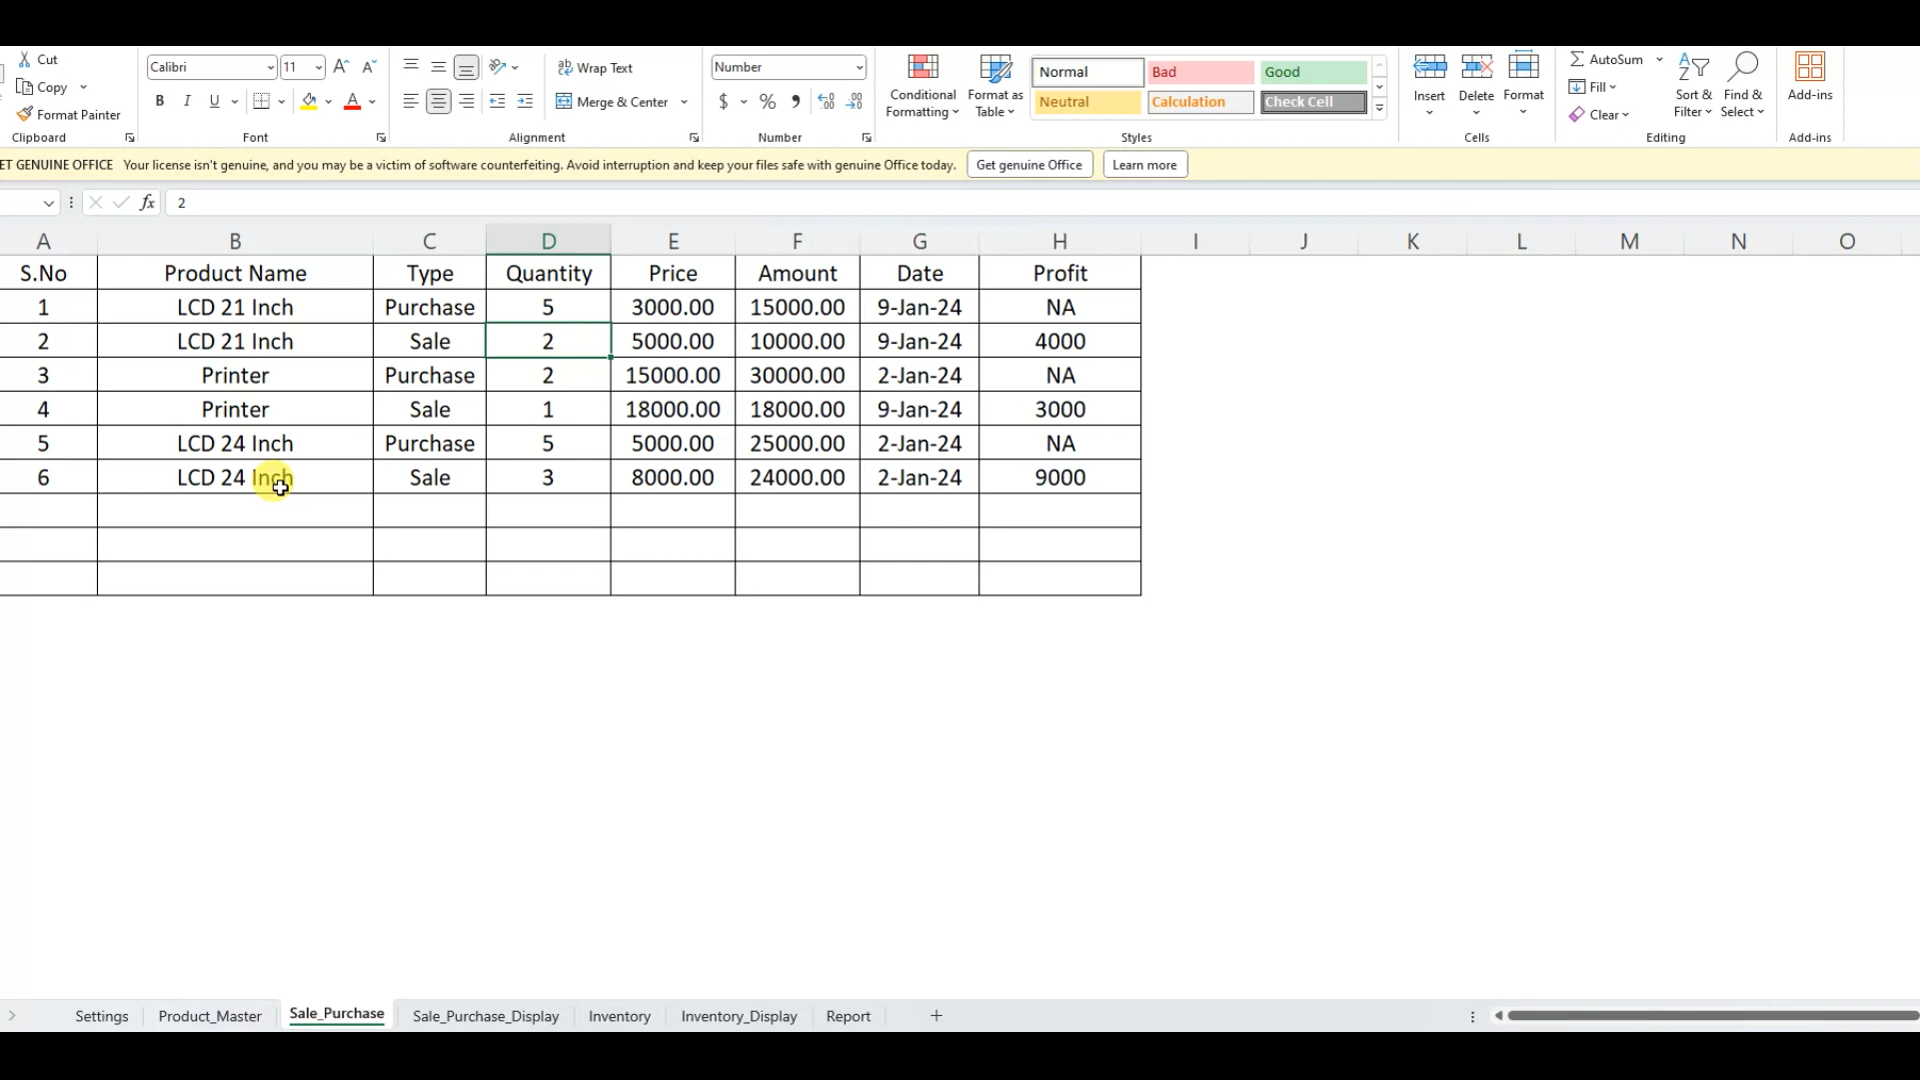 Cut
Copy
Format Painter
Clipboard
Calibri 11
B I U
Font
Wrap Text
Merge & Center
Alignment
Number
$ % ,
Number
Conditional Formatting
Format as Table
Normal Bad Good
Neutral Calculation Check Cell
Styles
Insert Delete Format
Cells
AutoSum
Fill
Clear
Sort & Filter
Find & Select
Editing
Add-ins
Add-ins
ET GENUINE OFFICE Your license isn't genuine, and you may be a victim of software counterfeiting. Avoid interruption and keep your files safe with genuine Office today. Get genuine Office Learn more
fx 2
A B C D E F G H I J K L M N O
S.No Product Name Type Quantity Price Amount Date Profit
1 LCD 21 Inch Purchase 5 3000.00 15000.00 9-Jan-24 NA
2 LCD 21 Inch Sale 2 5000.00 10000.00 9-Jan-24 4000
3 Printer Purchase 2 15000.00 30000.00 2-Jan-24 NA
4 Printer Sale 1 18000.00 18000.00 9-Jan-24 3000
5 LCD 24 Inch Purchase 5 5000.00 25000.00 2-Jan-24 NA
6 LCD 24 Inch Sale 3 8000.00 24000.00 2-Jan-24 9000
Settings Product_Master Sale_Purchase Sale_Purchase_Display Inventory Inventory_Display Report